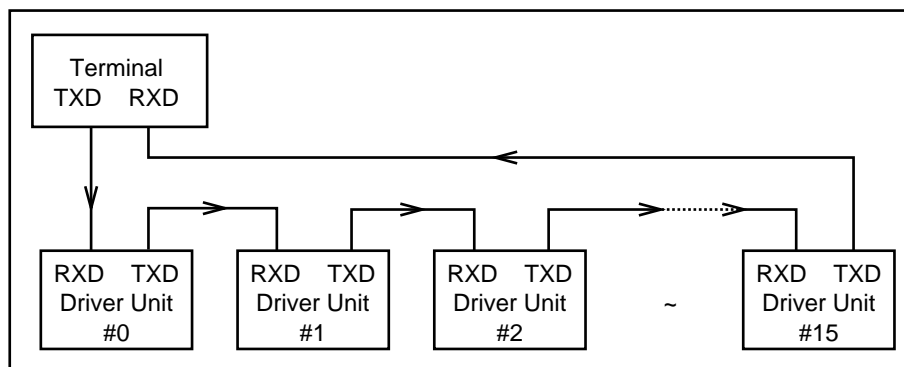 Terminal
TXD RXD
RXD TXD
Driver Unit
#0
RXD TXD
Driver Unit
#1
RXD TXD
Driver Unit
#2
~
RXD TXD
Driver Unit
#15